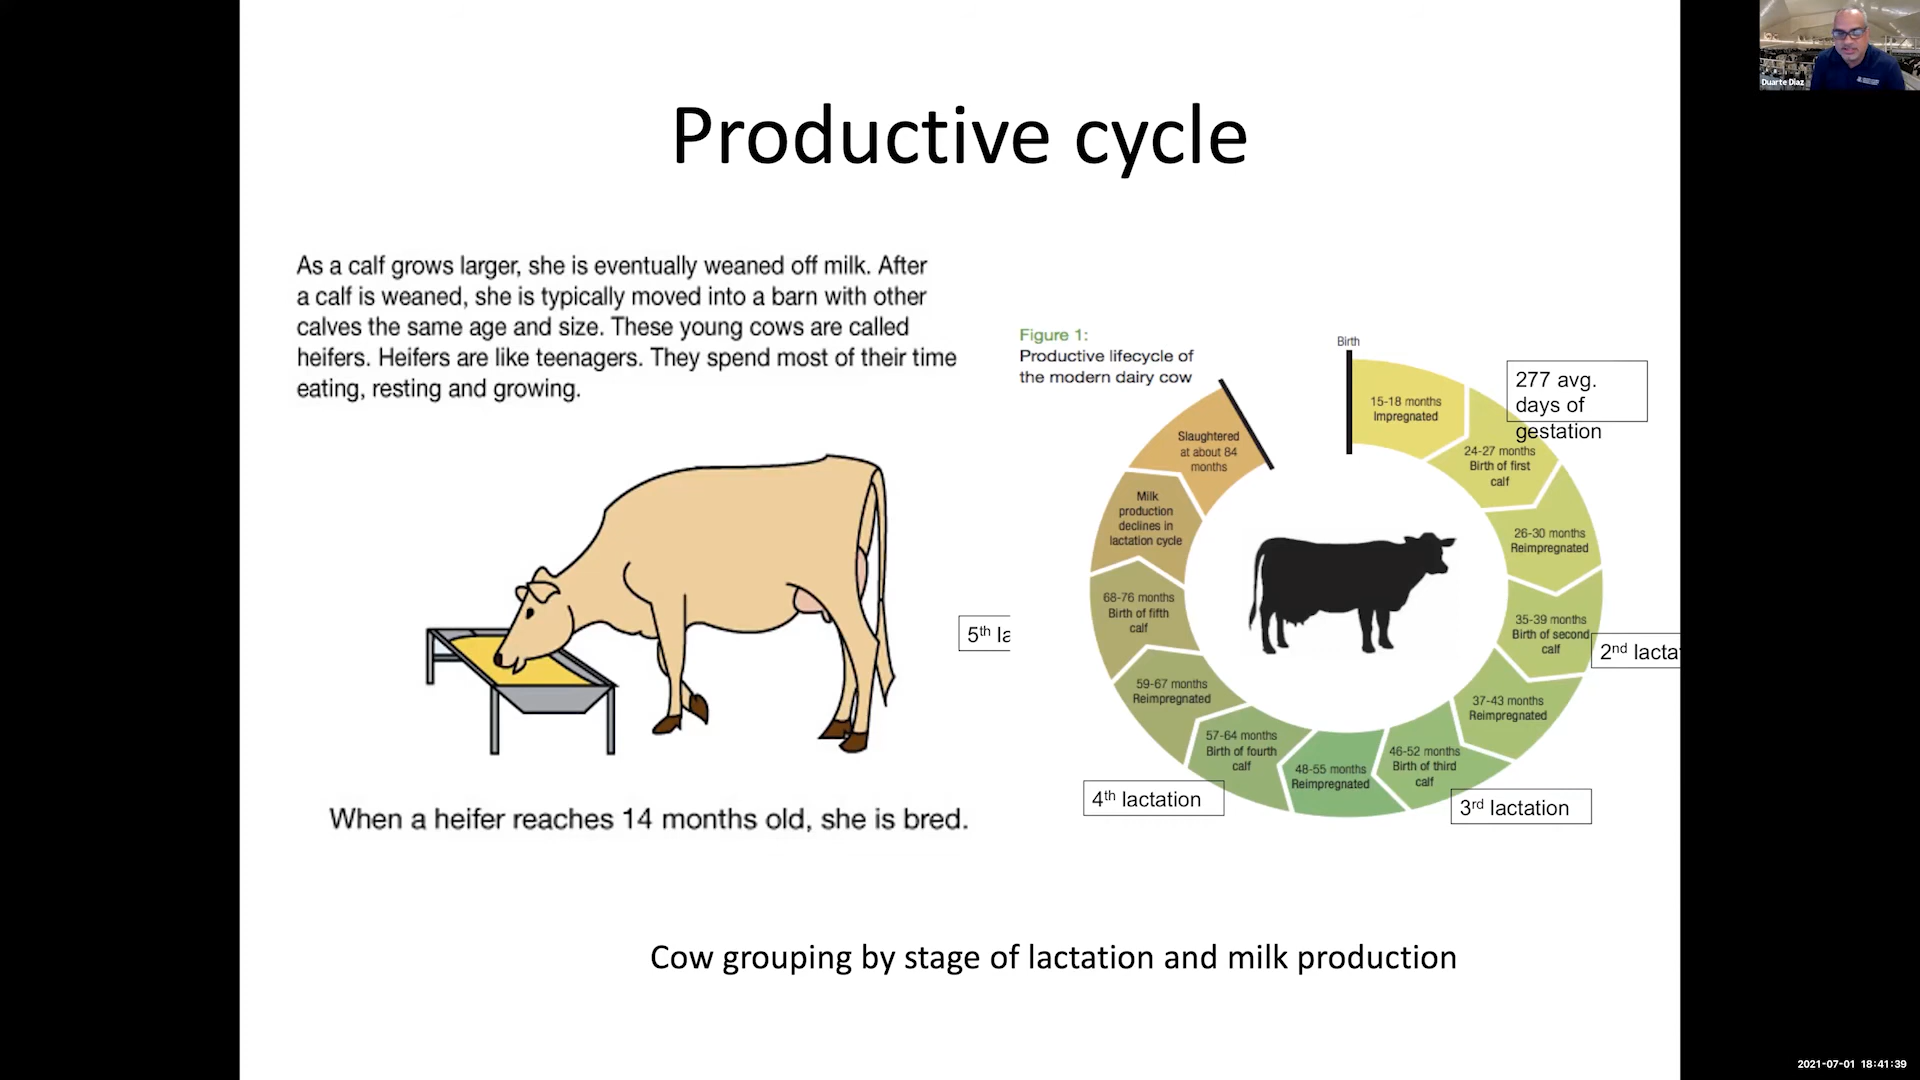 Productive cycle
As a calf grows larger, she is eventually weaned off milk. After
a calf is weaned, she is typically moved into a barn with other
calves the same age and size. These young cows are called
heifers. Heifers are like teenagers. They spend most of their time
eating, resting and growing.
When a heifer reaches 14 months old, she is bred.
Figure 1:
Productive lifecycle of
the modern dairy cow
Birth
15-18 months
Impregnated
277 avg.
days of
gestation
24-27 months
Birth of first
calf
26-30 months
Reimpregnated
35-39 months
Birth of second
calf
2nd lacta
37-43 months
Reimpregnated
46-52 months
Birth of third
calf
3rd lactation
48-55 months
Reimpregnated
57-64 months
Birth of fourth
calf
4th lactation
59-67 months
Reimpregnated
68-76 months
Birth of fifth
calf
5th la
Milk
production
declines in
lactation cycle
Slaughtered
at about 84
months
Cow grouping by stage of lactation and milk production
Duarte Diaz
2021-07-01 18:41:39